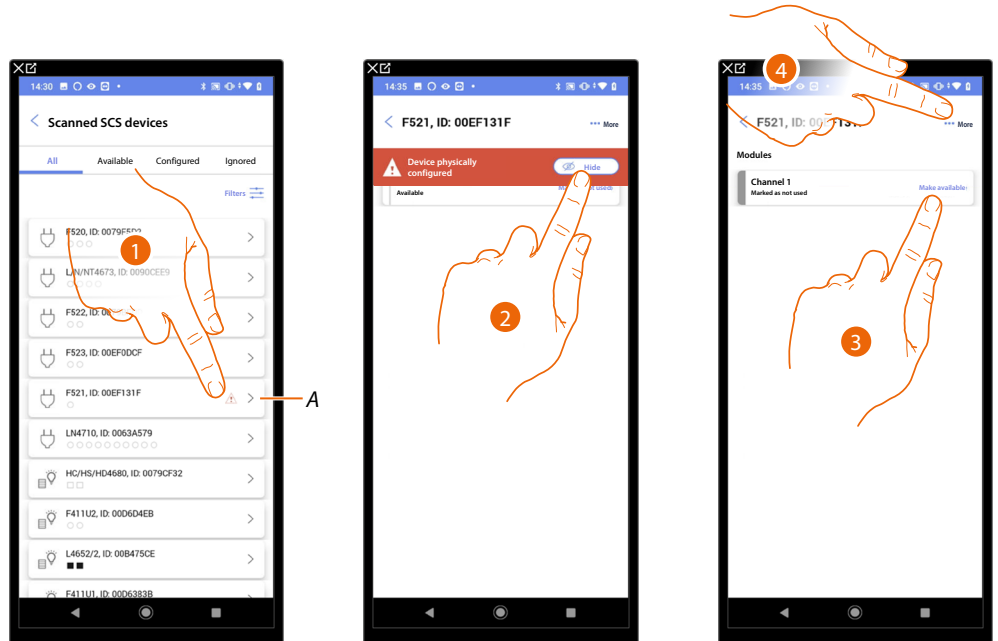 14:30
Scanned SCS devices
All Available Configured Ignored
Filters
F520, ID: 0079F5D2
L/N/NT4673, ID: 0090CEE9
F522, ID: 00
F523, ID: 00EF0DCF
F521, ID: 00EF131F
LN4710, ID: 0063A579
HC/HS/HD4680, ID: 0079CF32
F411U2, ID: 00D6D4EB
L4652/2, ID: 00B475CE
F411U1, ID: 00D6383B
1
A
14:35
F521, ID: 00EF131F
More
Device physically
configured
Hide
Available
not used
2
4
14:35
F521, ID:
More
Modules
Channel 1
Marked as not used
Make available
3